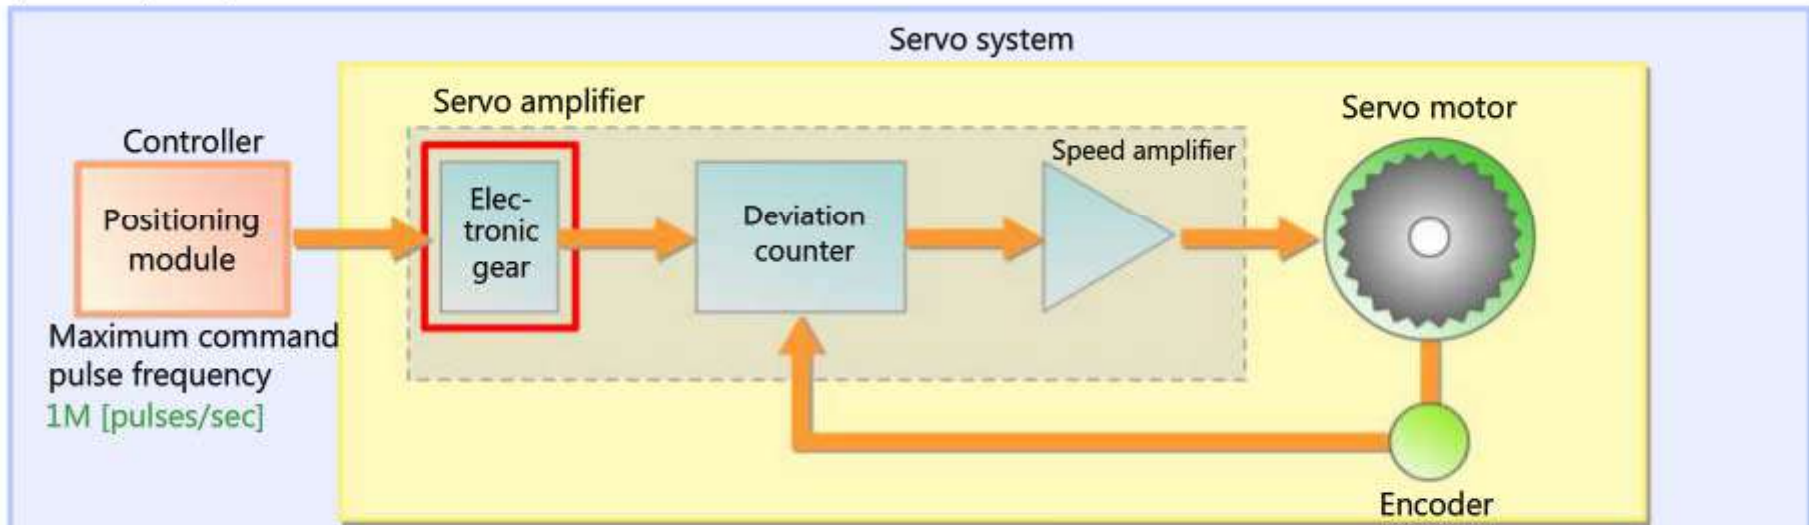 Servo system
Servo amplifier
Servo motor
Controller
Speed amplifier
Positioning
module
Elec-
tronic
gear
Deviation
counter
Maximum command
pulse frequency
1M [pulses/sec]
Encoder